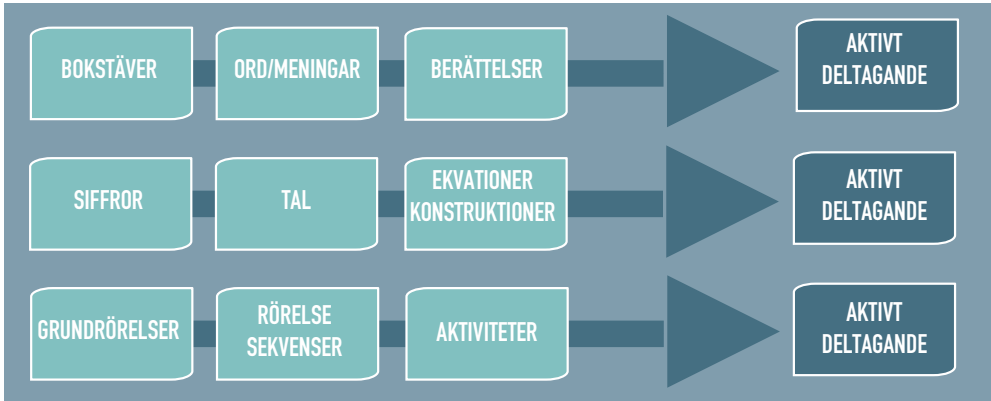 BOKSTÄVER
ORD/MENINGAR
BERÄTTELSER
AKTIVT
DELTAGANDE
SIFFROR
TAL
EKVATIONER
KONSTRUKTIONER
AKTIVT
DELTAGANDE
GRUNDRÖRELSER
RÖRELSE
SEKVENSER
AKTIVITETER
AKTIVT
DELTAGANDE